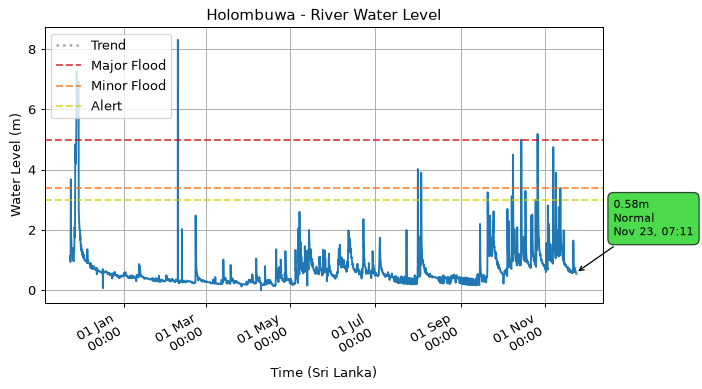 Holombuwa - River Water Level
Trend
Major Flood
Minor Flood
Alert
Water Level (m)
8
6
4
2
0
0.58m
Normal
Nov 23, 07:11
01 Jan
00:00
01 Mar
00:00
01 May
00:00
01 Jul
00:00
01 Sep
00:00
01 Nov
00:00
Time (Sri Lanka)